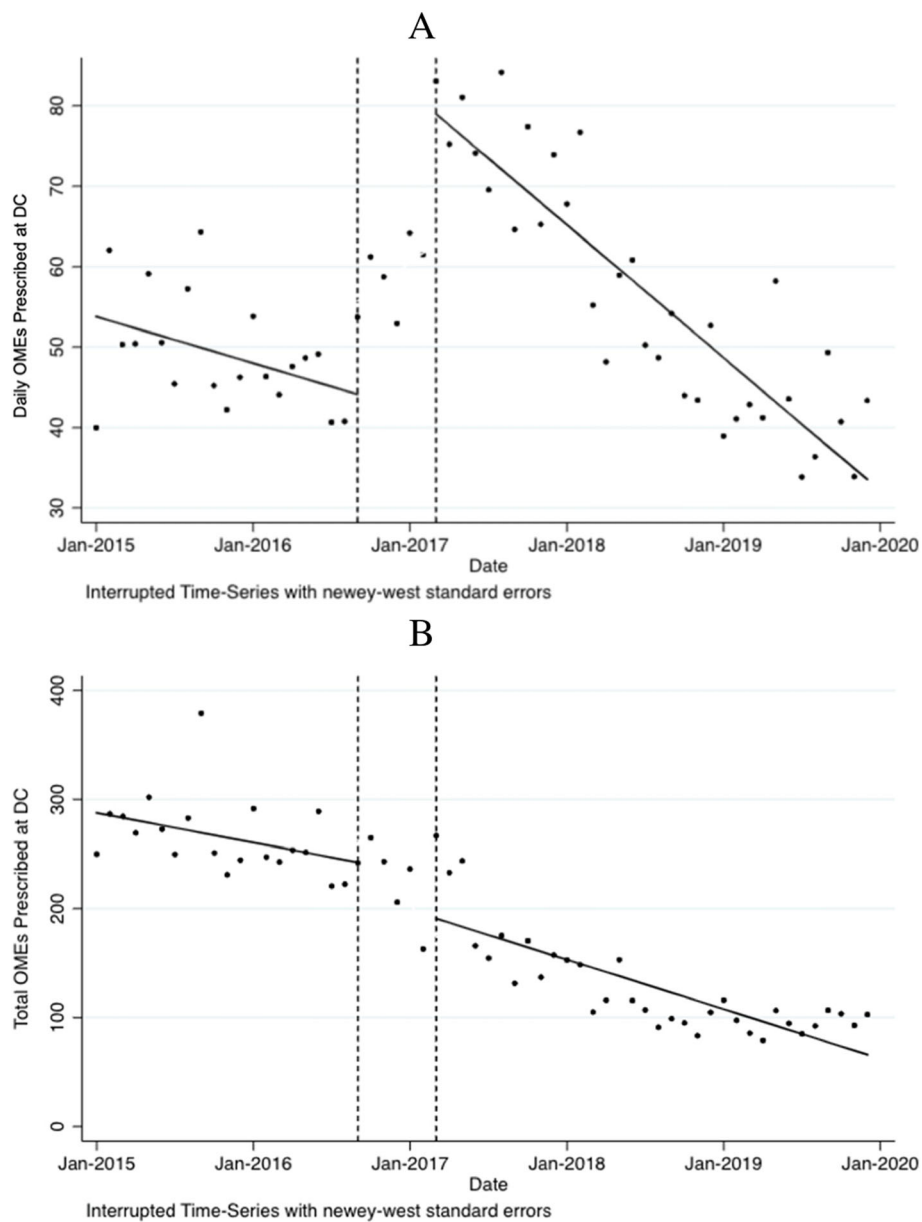 A
Daily OMEs Prescribed at DC
80
70
60
50
40
30
Jan-2015 Jan-2016 Jan-2017 Jan-2018 Jan-2019 Jan-2020
Date
Interrupted Time-Series with newey-west standard errors
B
Total OMEs Prescribed at DC
400
300
200
100
0
Jan-2015 Jan-2016 Jan-2017 Jan-2018 Jan-2019 Jan-2020
Date
Interrupted Time-Series with newey-west standard errors